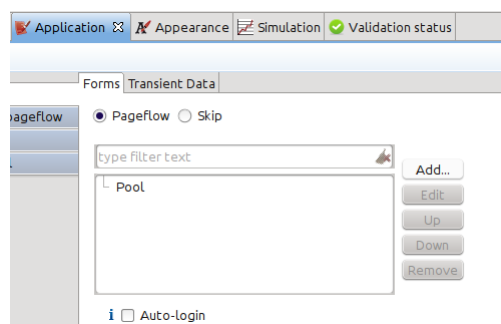 Application Appearance Simulation Validation status
Forms Transient Data
pageflow Pageflow Skip
type filter text
Add...
Pool
Edit
Up
Down
Remove
i Auto-login